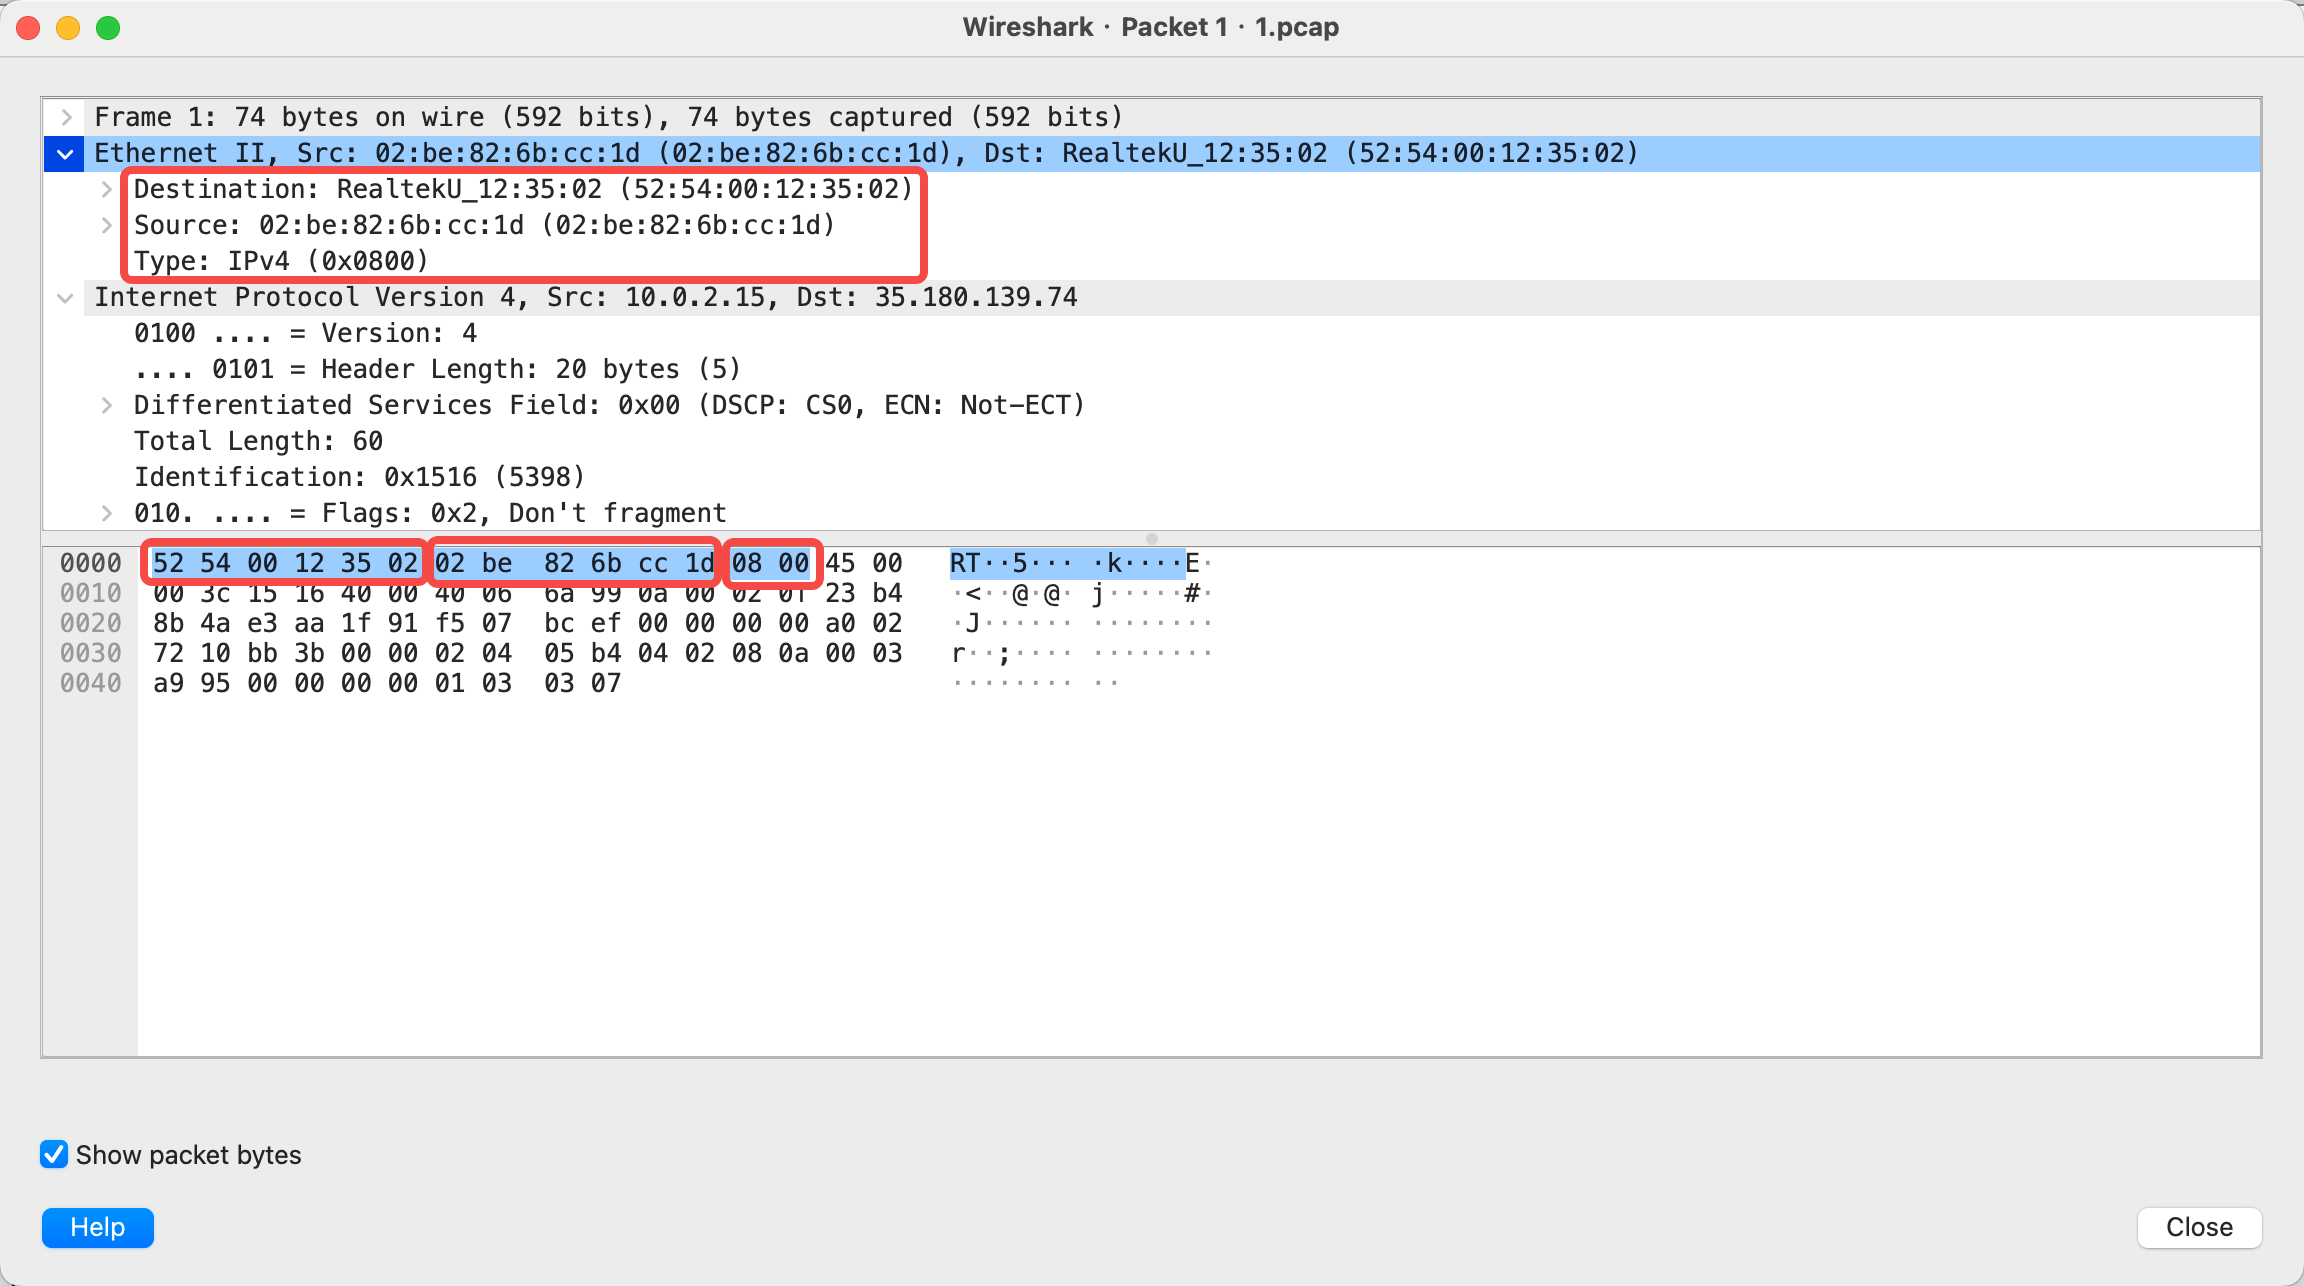 Wireshark · Packet 1 · 1.pcap
Frame 1: 74 bytes on wire (592 bits), 74 bytes captured (592 bits)
Ethernet II, Src: 02:be:82:6b:cc:1d (02:be:82:6b:cc:1d), Dst: RealtekU_12:35:02 (52:54:00:12:35:02)
Destination: RealtekU_12:35:02 (52:54:00:12:35:02)
Source: 02:be:82:6b:cc:1d (02:be:82:6b:cc:1d)
Type: IPv4 (0x0800)
Internet Protocol Version 4, Src: 10.0.2.15, Dst: 35.180.139.74
0100 .... = Version: 4
.... 0101 = Header Length: 20 bytes (5)
Differentiated Services Field: 0x00 (DSCP: CS0, ECN: Not-ECT)
Total Length: 60
Identification: 0x1516 (5398)
010. .... = Flags: 0x2, Don't fragment
0000 52 54 00 12 35 02 02 be 82 6b cc 1d 08 00 45 00 RT··5··· ·k····E·
0010 00 3c 15 16 40 00 40 06 6a 99 0a 00 02 0f 23 b4 ·<··@·@· j·····#·
0020 8b 4a e3 aa 1f 91 f5 07 bc ef 00 00 00 00 a0 02 ·J······ ········
0030 72 10 bb 3b 00 00 02 04 05 b4 04 02 08 0a 00 03 r··;···· ········
0040 a9 95 00 00 00 00 01 03 03 07 ········ ··
Show packet bytes
Help
Close